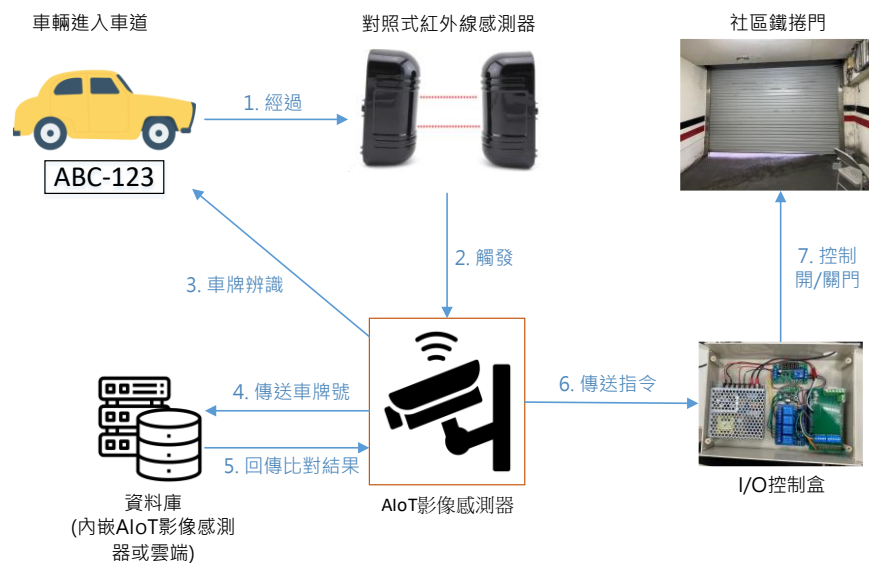 車輛進入車道
對照式紅外線感測器
社區鐵捲門
1. 經過
ABC-123
2. 觸發
3. 車牌辨識
7. 控制
開/關門
4. 傳送車牌號
5. 回傳比對結果
6. 傳送指令
資料庫
(內嵌AIoT影像感測
器或雲端)
AIoT影像感測器
I/O控制盒